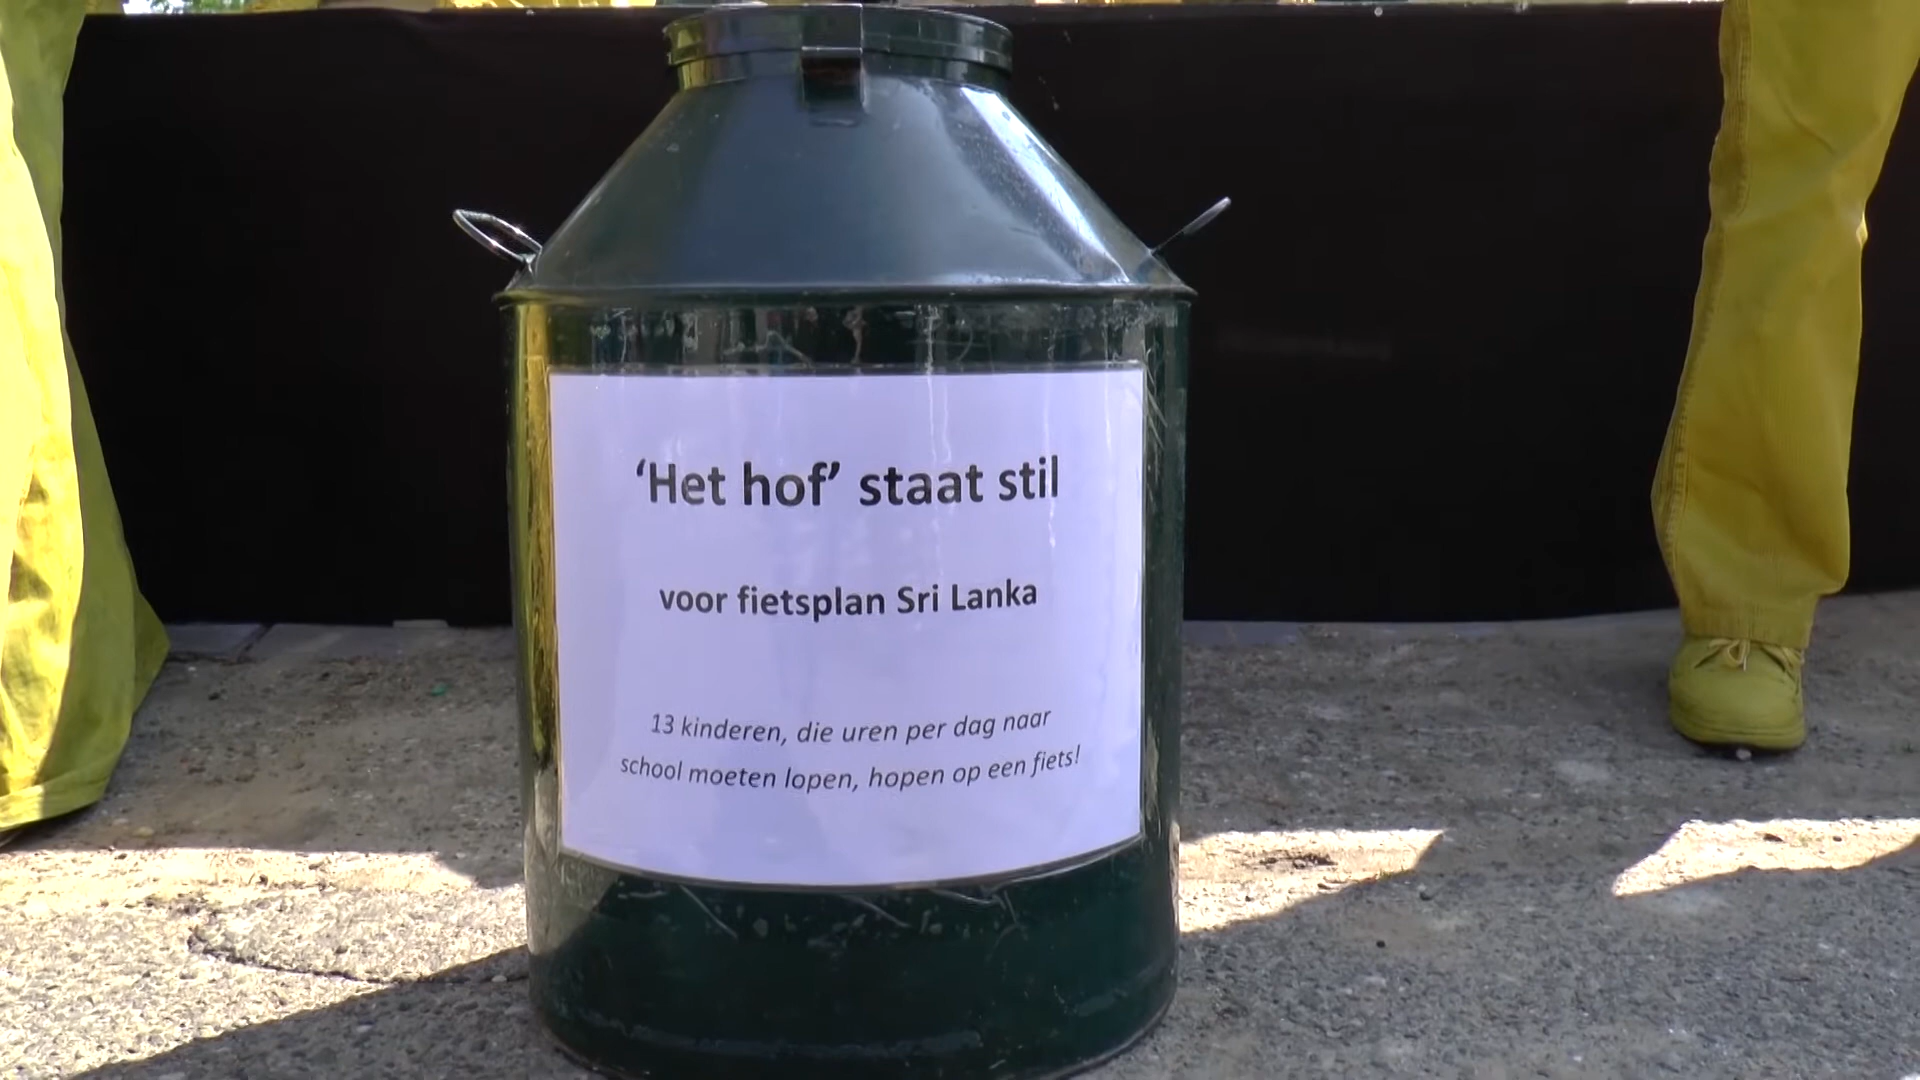 ‘Het hof’ staat stil
voor fietsplan Sri Lanka
13 kinderen, die uren per dag naar
school moeten lopen, hopen op een fiets!